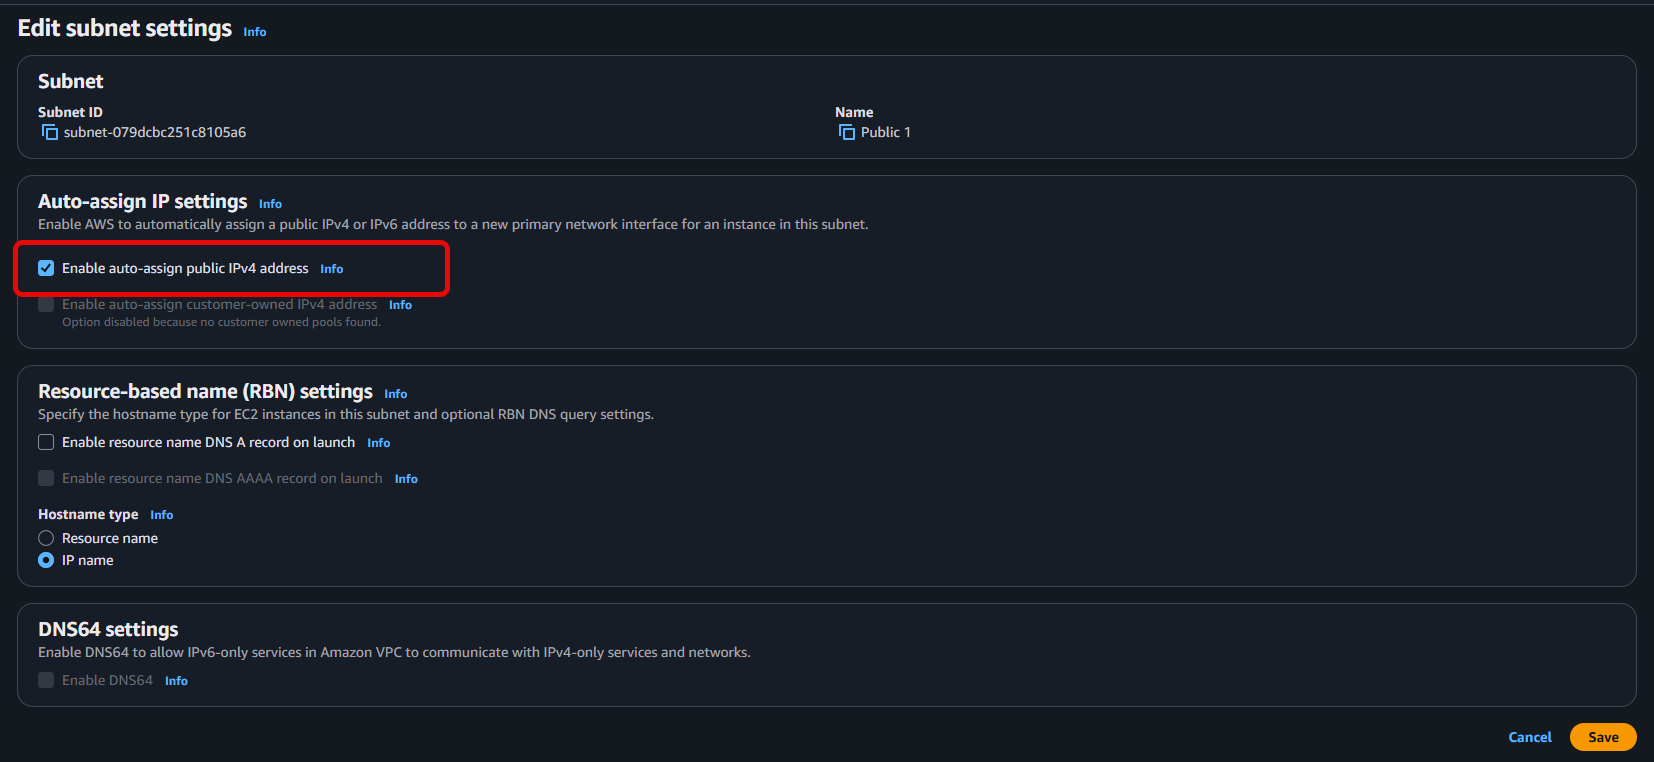 Edit subnet settings Info
Subnet
Subnet ID
subnet-079dcbc251c8105a6
Name
Public 1
Auto-assign IP settings Info
Enable AWS to automatically assign a public IPv4 or IPv6 address to a new primary network interface for an instance in this subnet.
Enable auto-assign public IPv4 address Info
Enable auto-assign customer-owned IPv4 address Info
Option disabled because no customer owned pools found.
Resource-based name (RBN) settings Info
Specify the hostname type for EC2 instances in this subnet and optional RBN DNS query settings.
Enable resource name DNS A record on launch Info
Enable resource name DNS AAAA record on launch Info
Hostname type Info
Resource name
IP name
DNS64 settings
Enable DNS64 to allow IPv6-only services in Amazon VPC to communicate with IPv4-only services and networks.
Enable DNS64 Info
Cancel Save